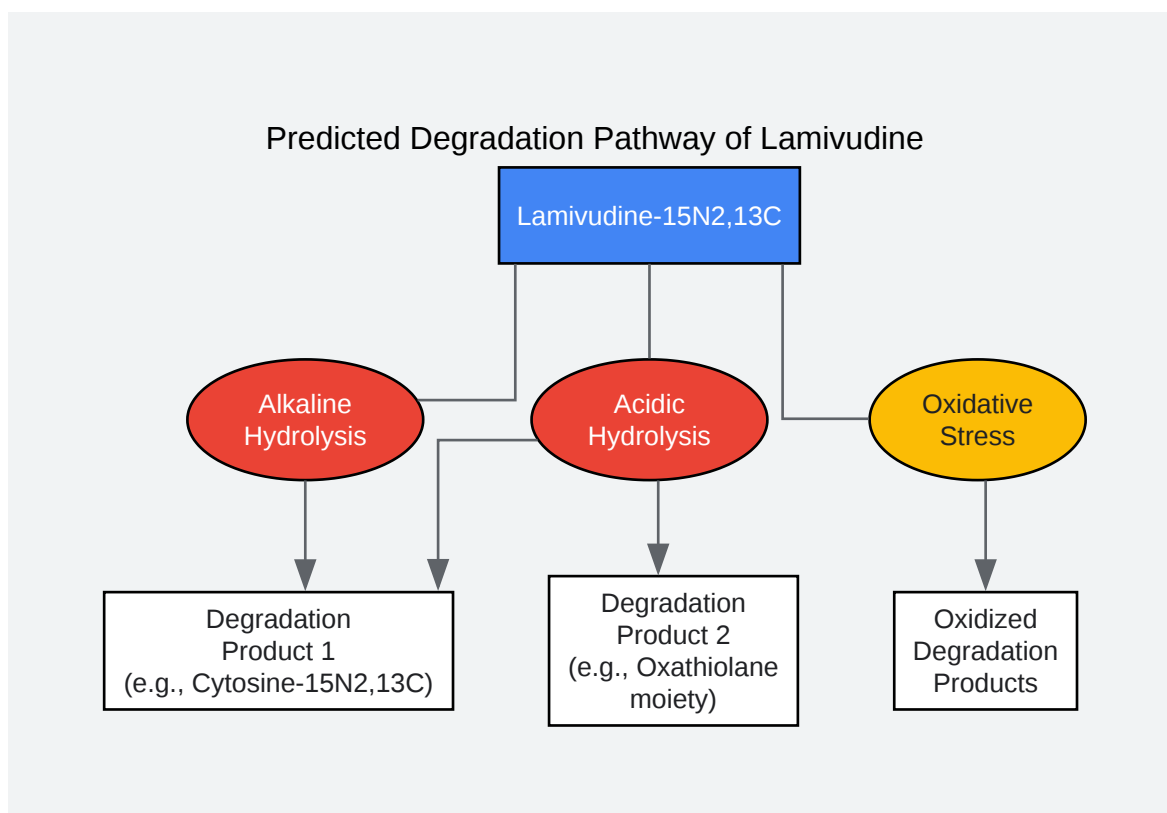 Predicted Degradation Pathway of Lamivudine
Lamivudine-15N2,13C
Alkaline
Hydrolysis
Acidic
Hydrolysis
Oxidative
Stress
Degradation
Product 1
(e.g., Cytosine-15N2,13C)
Degradation
Product 2
(e.g., Oxathiolane
moiety)
Oxidized
Degradation
Products